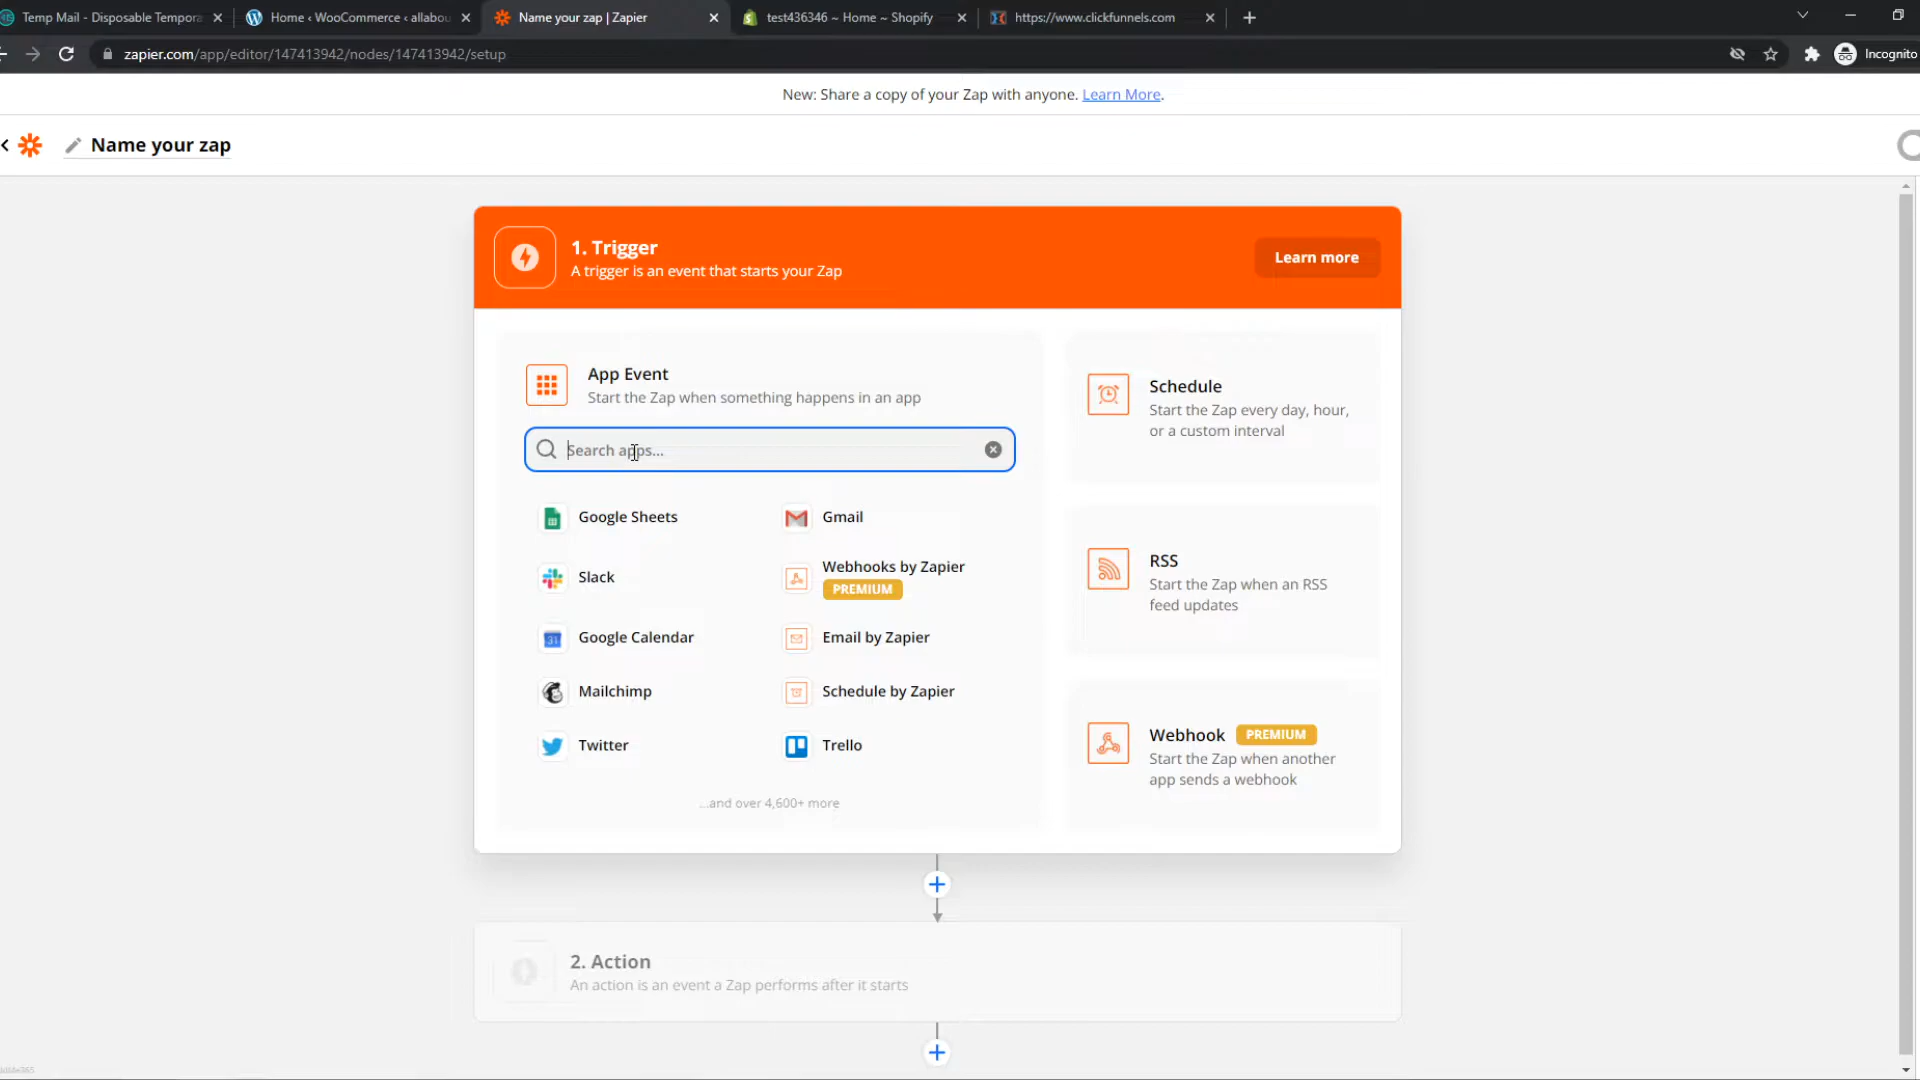 Temp Mail - Disposable Tempora
Home ‹ WooCommerce ‹ allabou
Name your zap | Zapier
test436346 ~ Home ~ Shopify
https://www.clickfunnels.com
zapier.com/app/editor/147413942/nodes/147413942/setup
Incognito
New: Share a copy of your Zap with anyone. Learn More.
Name your zap
1. Trigger
A trigger is an event that starts your Zap
Learn more
App Event
Start the Zap when something happens in an app
Search apps...
Google Sheets
Gmail
Slack
Webhooks by Zapier
PREMIUM
Google Calendar
31
Email by Zapier
Mailchimp
Schedule by Zapier
Twitter
Trello
...and over 4,600+ more
Schedule
Start the Zap every day, hour,
or a custom interval
RSS
Start the Zap when an RSS
feed updates
Webhook PREMIUM
Start the Zap when another
app sends a webhook
2. Action
An action is an event a Zap performs after it starts